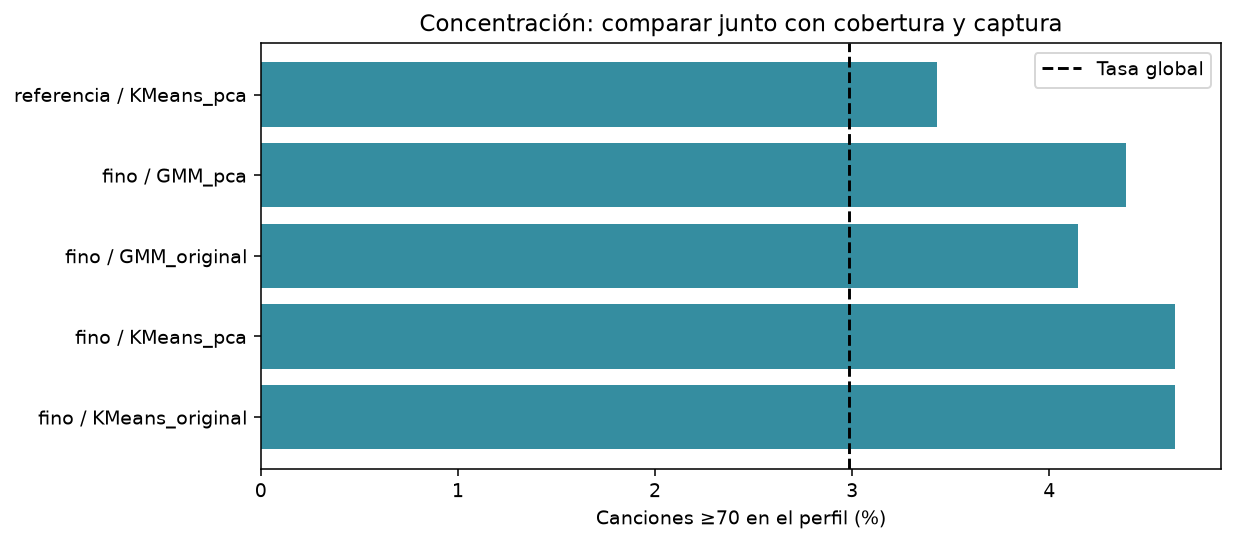 Concentración: comparar junto con cobertura y captura
Tasa global
referencia / KMeans_pca
fino / GMM_pca
fino / GMM_original
fino / KMeans_pca
fino / KMeans_original
0 1 2 3 4
Canciones ≥70 en el perfil (%)